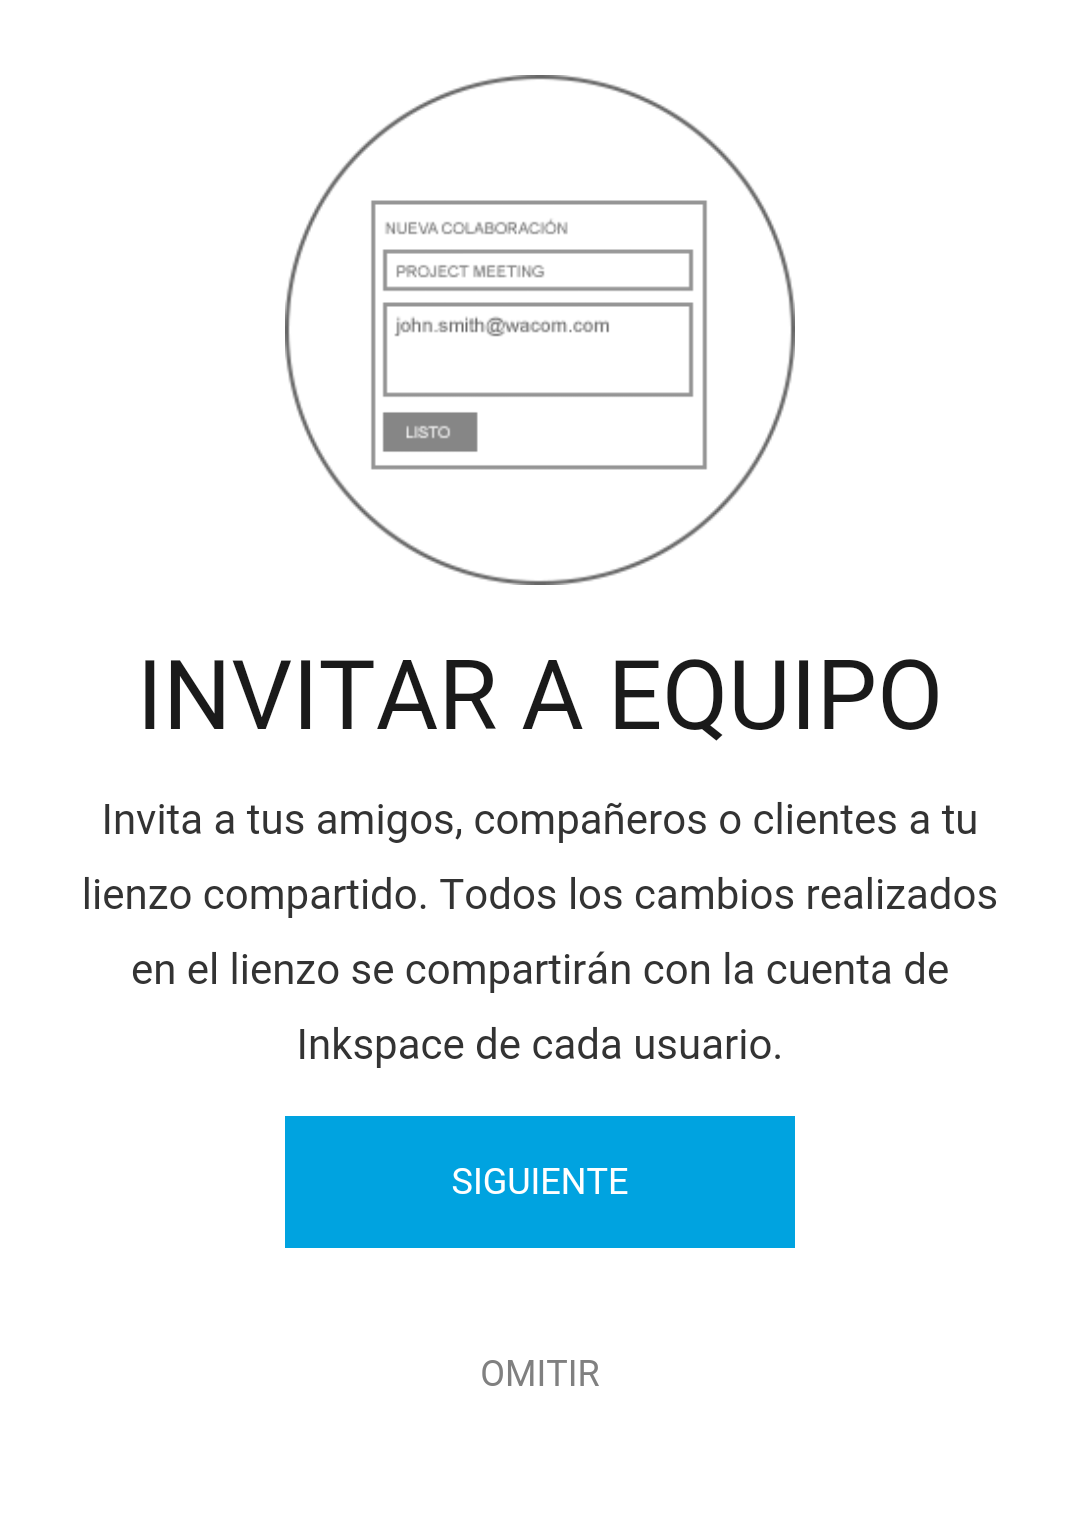 NUEVA COLABORACIÓN
PROJECT MEETING
john.smith@wacom.com
LISTO
INVITAR A EQUIPO
Invita a tus amigos, compañeros o clientes a tu
lienzo compartido. Todos los cambios realizados
en el lienzo se compartirán con la cuenta de
Inkspace de cada usuario.
SIGUIENTE
OMITIR